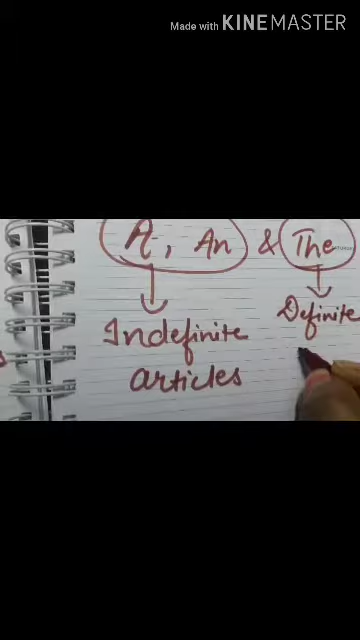 Made with KINEMASTER
A, An & The
Indefinite Definite
articles